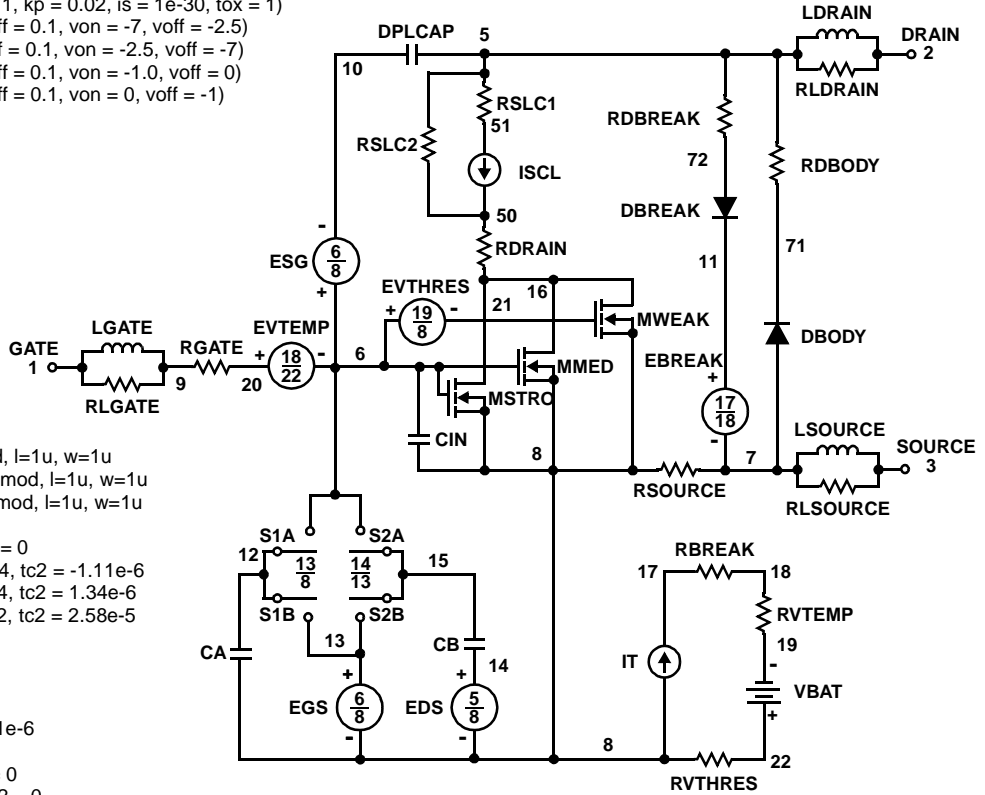 1, kp = 0.02, is = 1e-30, tox = 1)
ff = 0.1, von = -7, voff = -2.5)
f = 0.1, von = -2.5, voff = -7)
ff = 0.1, von = -1.0, voff = 0)
ff = 0.1, von = 0, voff = -1)
DPLCAP
5
10
LDRAIN
DRAIN
2
RLDRAIN
RSLC1
51
RSLC2
ISCL
50
RDRAIN
RDBREAK
72
RDBODY
DBREAK
71
11
ESG
6
8
-
+
EVTHRES
+
19
8
-
21
16
MWEAK
LGATE
GATE
1
RLGATE
9
RGATE
20
EVTEMP
+
18
22
-
6
MMED
MSTRO
EBREAK
+
17
18
-
DBODY
CIN
8
7
RSOURCE
LSOURCE
SOURCE
3
RLSOURCE
d, l=1u, w=1u
mod, l=1u, w=1u
mod, l=1u, w=1u
= 0
4, tc2 = -1.11e-6
4, tc2 = 1.34e-6
2, tc2 = 2.58e-5
1e-6
0
S1A
S2A
12
13
8
14
13
15
S1B
S2B
13
CA
CB
14
+
EGS
6
8
-
+
EDS
5
8
-
RBREAK
17
18
RVTEMP
19
IT
-
VBAT
+
8
22
RVTHRES